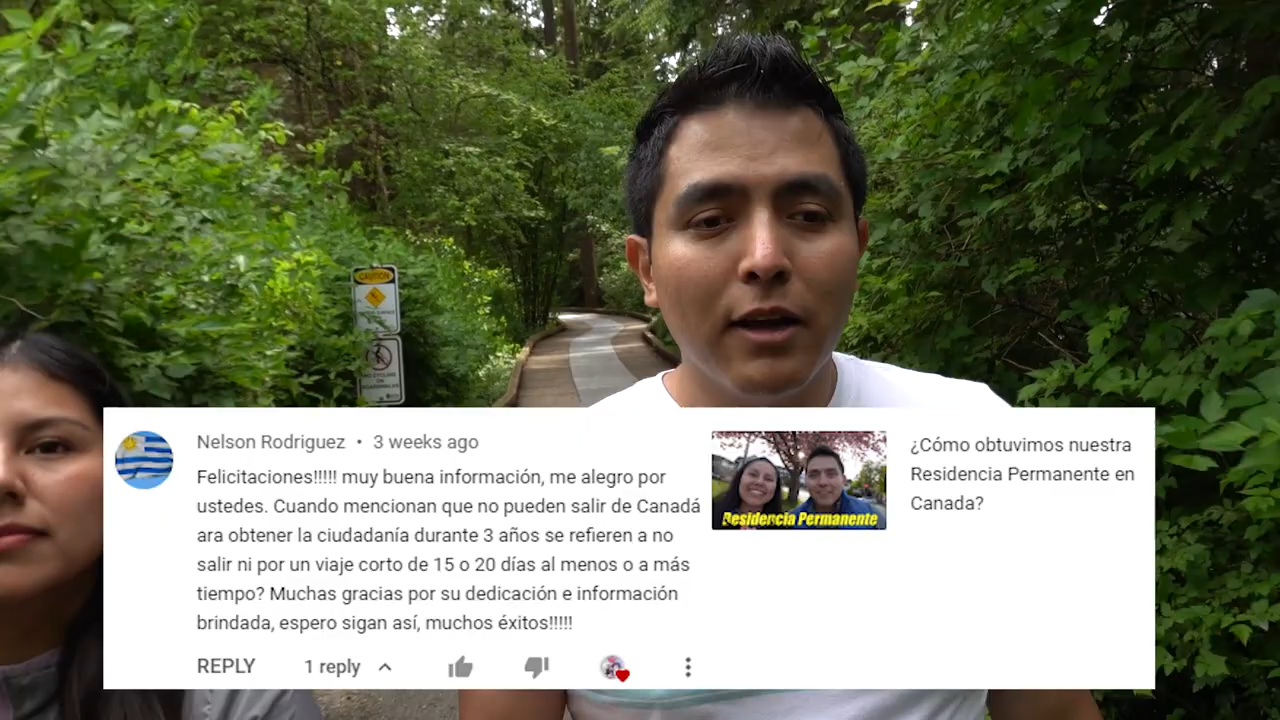 CAUTION
Nelson Rodriguez • 3 weeks ago
Felicitaciones!!!!! muy buena información, me alegro por
ustedes. Cuando mencionan que no pueden salir de Canadá
ara obtener la ciudadanía durante 3 años se refieren a no
salir ni por un viaje corto de 15 o 20 días al menos o a más
tiempo? Muchas gracias por su dedicación e información
brindada, espero sigan así, muchos éxitos!!!!!
REPLY
1 reply
Residencia Permanente
¿Cómo obtuvimos nuestra
Residencia Permanente en
Canada?